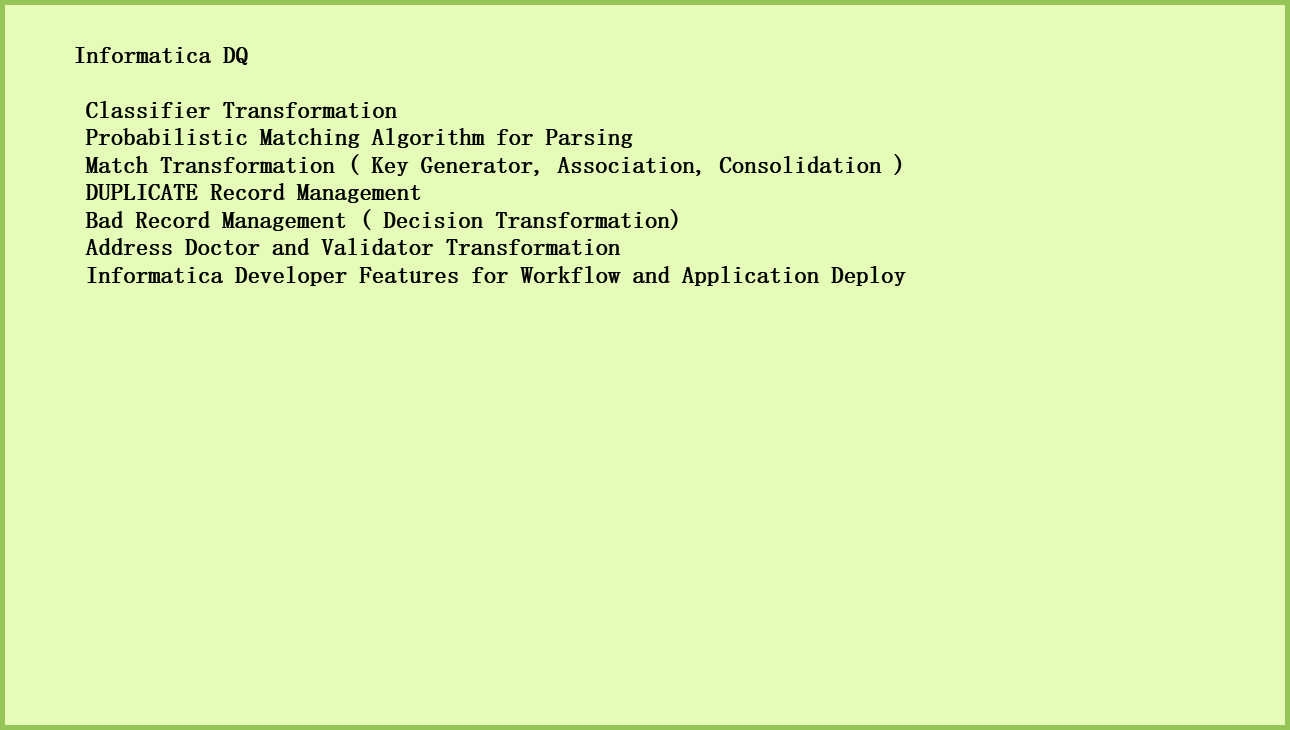 Informatica DQ
Classifier Transformation
Probabilistic Matching Algorithm for Parsing
Match Transformation ( Key Generator, Association, Consolidation )
DUPLICATE Record Management
Bad Record Management ( Decision Transformation)
Address Doctor and Validator Transformation
Informatica Developer Features for Workflow and Application Deploy